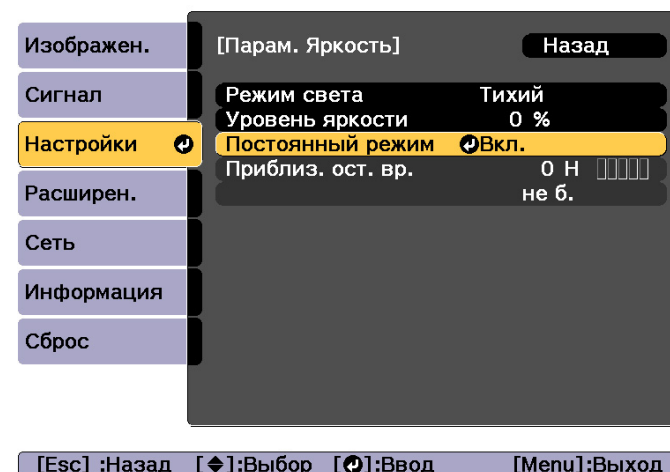 Изображен.
Сигнал
Настройки
Расширен.
Сеть
Информация
Сброс
[Парам. Яркость] Назад
Режим света Тихий
Уровень яркости 0 %
Постоянный режим Вкл.
Приблиз. ост. вр. 0 H
не б.
[Esc] :Назад [◆]:Выбор [↵]:Ввод [Menu]:Выход